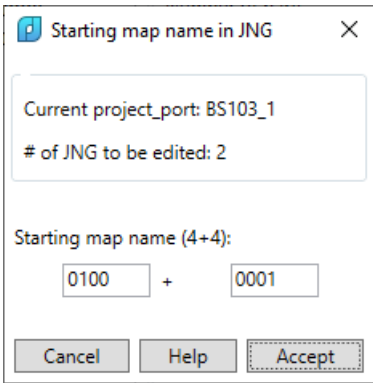 Starting map name in JNG
Current project_port: BS103_1
# of JNG to be edited: 2
Starting map name (4+4):
0100 + 0001
Cancel Help Accept